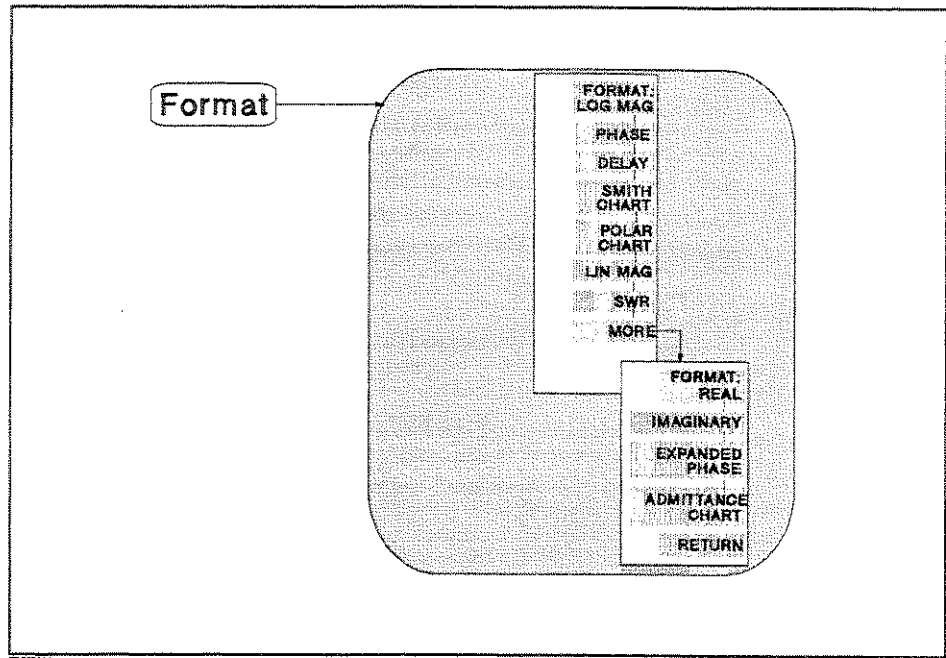 Format
FORMAT:
LOG MAG
PHASE
DELAY
SMITH
CHART
POLAR
CHART
LIN MAG
SWR
MORE
FORMAT:
REAL
IMAGINARY
EXPANDED
PHASE
ADMITTANCE
CHART
RETURN